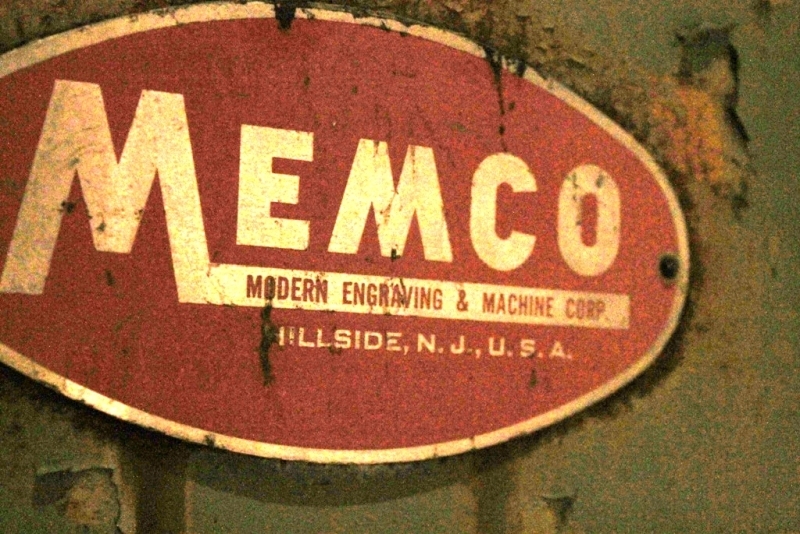 MEMCO
MODERN ENGRAVING & MACHINE CORP.
HILLSIDE, N. J., U. S. A.